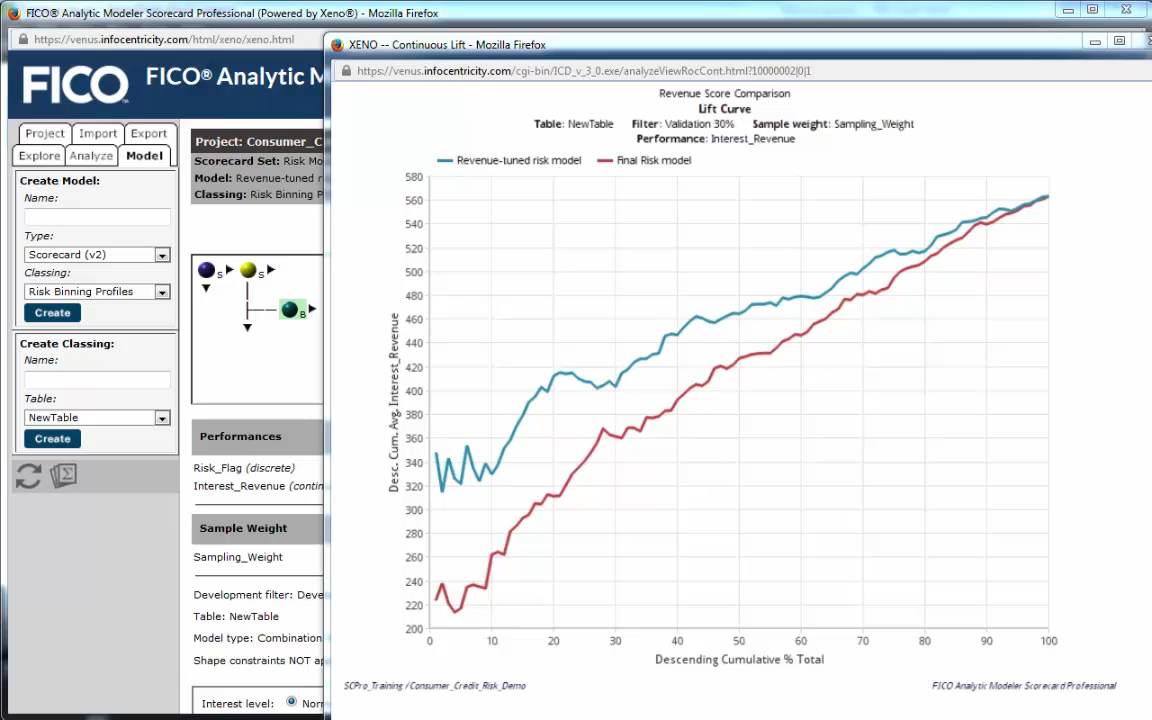 FICO® Analytic Modeler Scorecard Professional (Powered by Xeno®) - Mozilla Firefox
https://venus.infocentricity.com/html/xeno/xeno.html
FICO
FICO® Analytic M
Project Import Export
Explore Analyze Model
Create Model:
Name:
Type:
Scorecard (v2)
Classing:
Risk Binning Profiles
Create
Create Classing:
Name:
Table:
NewTable
Create
Project: Consumer_C
Scorecard Set: Risk Mo
Model: Revenue-tuned r
Classing: Risk Binning P
S S
B
Performances
Risk_Flag (discrete)
Interest_Revenue (contin
Sample Weight
Sampling_Weight
Development filter: Deve
Table: NewTable
Model type: Combination
Shape constraints NOT ap
Interest level: Norm
XENO -- Continuous Lift - Mozilla Firefox
https://venus.infocentricity.com/cgi-bin/ICD_v_3_0.exe/analyzeViewRocCont.html?10000002|0|1
Revenue Score Comparison
Lift Curve
Table: NewTable Filter: Validation 30% Sample weight: Sampling_Weight
Performance: Interest_Revenue
Revenue-tuned risk model Final Risk model
Desc. Cum. Avg. Interest_Revenue
580
560
540
520
500
480
460
440
420
400
380
360
340
320
300
280
260
240
220
200
0 10 20 30 40 50 60 70 80 90 100
Descending Cumulative % Total
SCPro_Training / Consumer_Credit_Risk_Demo
FICO Analytic Modeler Scorecard Professional